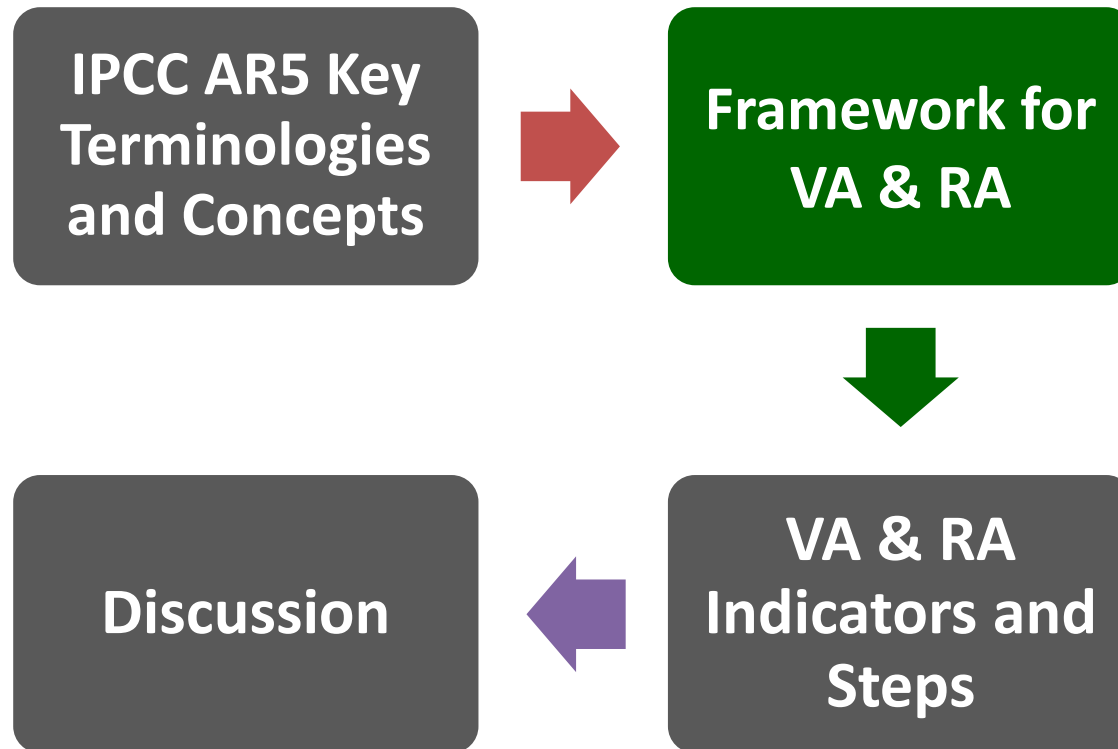 IPCC AR5 Key
Terminologies
and Concepts
Framework for
VA & RA
VA & RA
Indicators and
Steps
Discussion